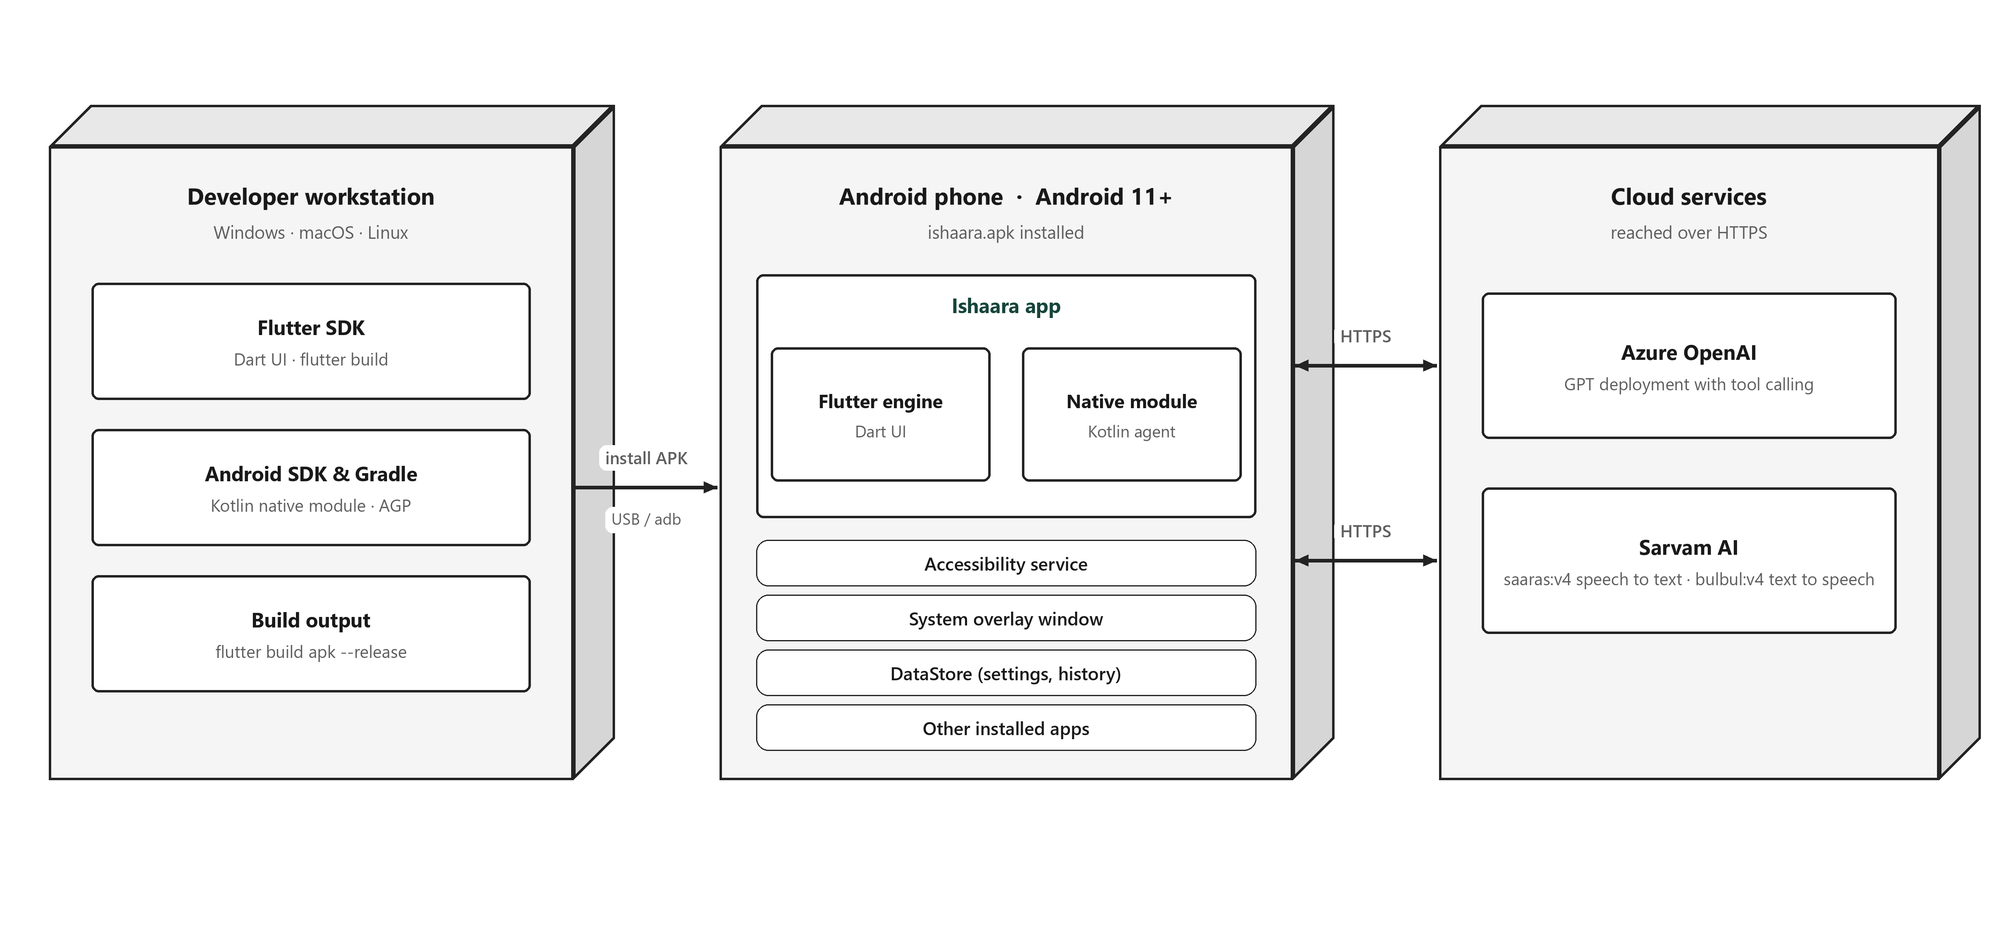 Developer workstation
Windows · macOS · Linux
Flutter SDK
Dart UI · flutter build
Android SDK & Gradle
Kotlin native module · AGP
Build output
flutter build apk --release
install APK
USB / adb
Android phone · Android 11+
ishaara.apk installed
Ishaara app
Flutter engine
Dart UI
Native module
Kotlin agent
Accessibility service
System overlay window
DataStore (settings, history)
Other installed apps
HTTPS
HTTPS
Cloud services
reached over HTTPS
Azure OpenAI
GPT deployment with tool calling
Sarvam AI
saaras:v4 speech to text · bulbul:v4 text to speech